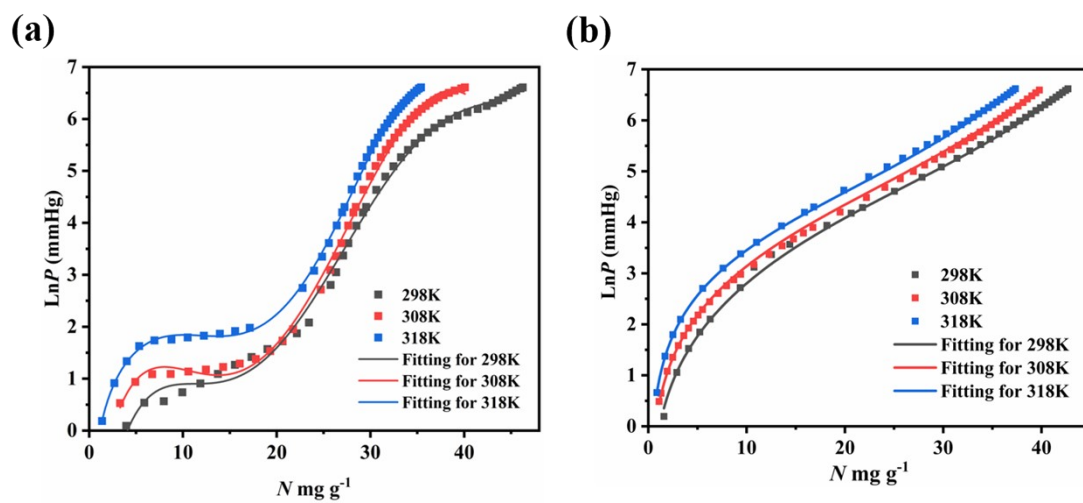 (a)
7
6
5
4
3
2
1
0
LnP (mmHg)
298K
308K
318K
Fitting for 298K
Fitting for 308K
Fitting for 318K
0 10 20 30 40
N mg g⁻¹
(b)
7
6
5
4
3
2
1
0
LnP (mmHg)
298K
308K
318K
Fitting for 298K
Fitting for 308K
Fitting for 318K
0 10 20 30 40
N mg g⁻¹